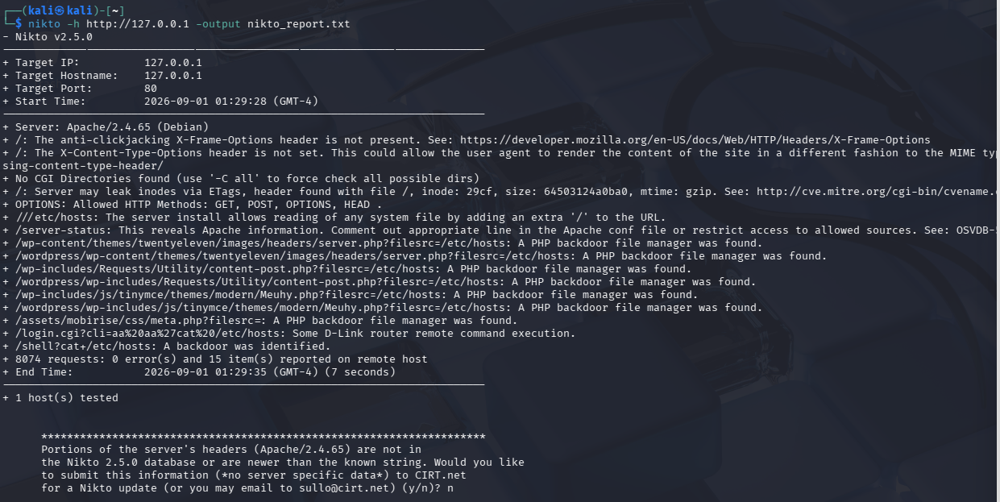 ┌──(kali㉿kali)-[~]
└─$ nikto -h http://127.0.0.1 -output nikto_report.txt
- Nikto v2.5.0
+ Target IP: 127.0.0.1
+ Target Hostname: 127.0.0.1
+ Target Port: 80
+ Start Time: 2026-09-01 01:29:28 (GMT-4)
+ Server: Apache/2.4.65 (Debian)
+ /: The anti-clickjacking X-Frame-Options header is not present. See: https://developer.mozilla.org/en-US/docs/Web/HTTP/Headers/X-Frame-Options
+ /: The X-Content-Type-Options header is not set. This could allow the user agent to render the content of the site in a different fashion to the MIME typ
sing-content-type-header/
+ No CGI Directories found (use '-C all' to force check all possible dirs)
+ /: Server may leak inodes via ETags, header found with file /, inode: 29cf, size: 64503124a0ba0, mtime: gzip. See: http://cve.mitre.org/cgi-bin/cvename.
+ OPTIONS: Allowed HTTP Methods: GET, POST, OPTIONS, HEAD .
+ ///etc/hosts: The server install allows reading of any system file by adding an extra '/' to the URL.
+ /server-status: This reveals Apache information. Comment out appropriate line in the Apache conf file or restrict access to allowed sources. See: OSVDB-
+ /wp-content/themes/twentyeleven/images/headers/server.php?filesrc=/etc/hosts: A PHP backdoor file manager was found.
+ /wordpress/wp-content/themes/twentyeleven/images/headers/server.php?filesrc=/etc/hosts: A PHP backdoor file manager was found.
+ /wp-includes/Requests/Utility/content-post.php?filesrc=/etc/hosts: A PHP backdoor file manager was found.
+ /wordpress/wp-includes/Requests/Utility/content-post.php?filesrc=/etc/hosts: A PHP backdoor file manager was found.
+ /wp-includes/js/tinymce/themes/modern/Meuhy.php?filesrc=/etc/hosts: A PHP backdoor file manager was found.
+ /wordpress/wp-includes/js/tinymce/themes/modern/Meuhy.php?filesrc=/etc/hosts: A PHP backdoor file manager was found.
+ /assets/mobirise/css/meta.php?filesrc=: A PHP backdoor file manager was found.
+ /login.cgi?cli=aa%20aa%27cat%20/etc/hosts: Some D-Link router remote command execution.
+ /shell?cat+/etc/hosts: A backdoor was identified.
+ 8074 requests: 0 error(s) and 15 item(s) reported on remote host
+ End Time: 2026-09-01 01:29:35 (GMT-4) (7 seconds)
+ 1 host(s) tested
*********************************************************************
Portions of the server's headers (Apache/2.4.65) are not in
the Nikto 2.5.0 database or are newer than the known string. Would you like
to submit this information (*no server specific data*) to CIRT.net
for a Nikto update (or you may email to sullo@cirt.net) (y/n)? n